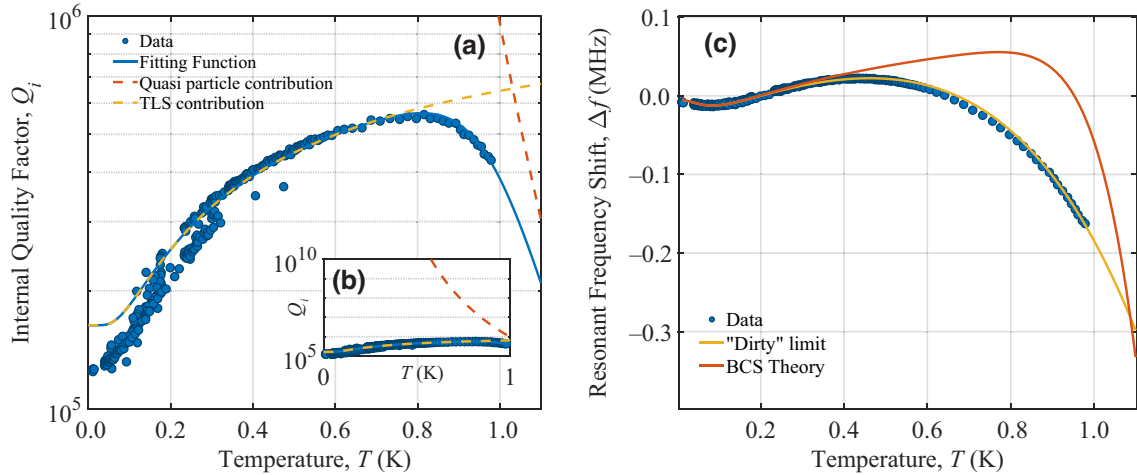 10^6
(a)
Data
Fitting Function
Quasi particle contribution
TLS contribution
Internal Quality Factor, Q_i
10^5
0.0 0.2 0.4 0.6 0.8 1.0
Temperature, T (K)
(b)
10^10
Q_i
10^5
0 T (K) 1
(c)
0.1
0.0
−0.1
−0.2
−0.3
Resonant Frequency Shift, Δf (MHz)
Data
"Dirty" limit
BCS Theory
0.0 0.2 0.4 0.6 0.8 1.0
Temperature, T (K)